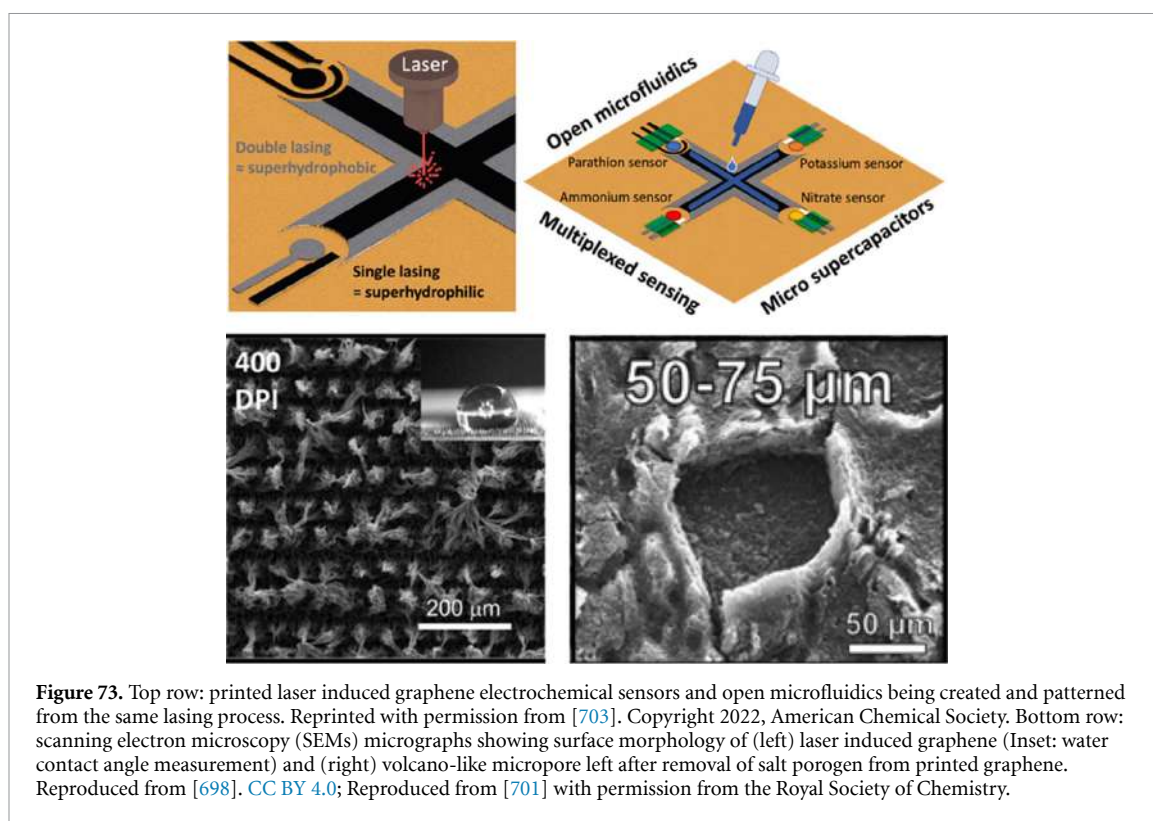 Laser
Double lasing
= superhydrophobic
Single lasing
= superhydrophilic
Open microfluidics
Parathion sensor
Potassium sensor
Ammonium sensor
Nitrate sensor
Multiplexed sensing
Micro supercapacitors
400
DPI
200 μm
50-75 μm
50 μm
Figure 73. Top row: printed laser induced graphene electrochemical sensors and open microfluidics being created and patterned
from the same lasing process. Reprinted with permission from [703]. Copyright 2022, American Chemical Society. Bottom row:
scanning electron microscopy (SEMs) micrographs showing surface morphology of (left) laser induced graphene (Inset: water
contact angle measurement) and (right) volcano-like micropore left after removal of salt porogen from printed graphene.
Reproduced from [698]. CC BY 4.0; Reproduced from [701] with permission from the Royal Society of Chemistry.